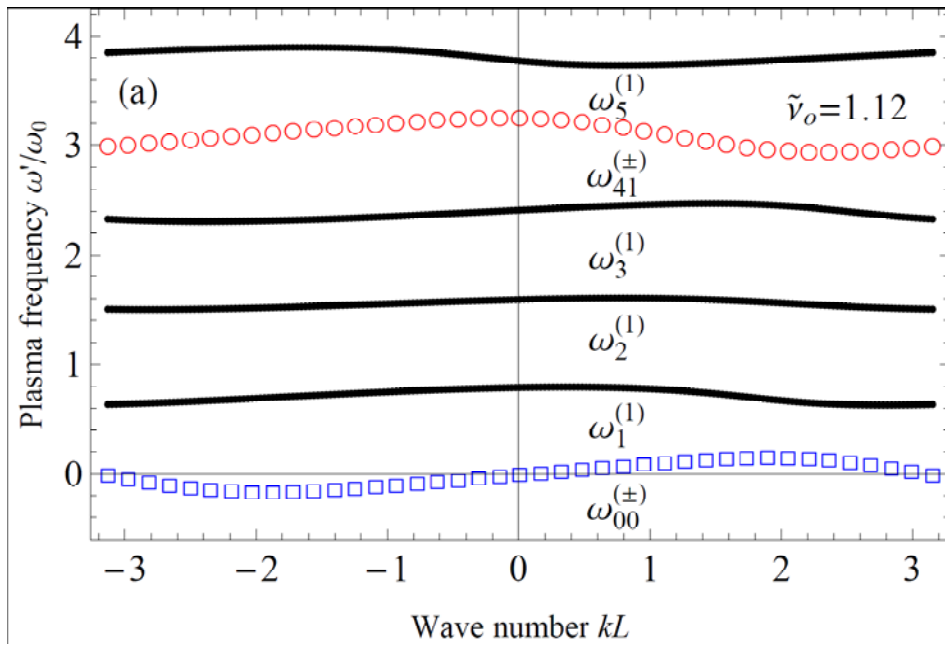 4
(a)
ω₅⁽¹⁾
ṽₒ=1.12
3
ω₄₁⁽±⁾
ω₃⁽¹⁾
2
ω₂⁽¹⁾
1
ω₁⁽¹⁾
0
ω₀₀⁽±⁾
Plasma frequency ω'/ω₀
−3 −2 −1 0 1 2 3
Wave number kL